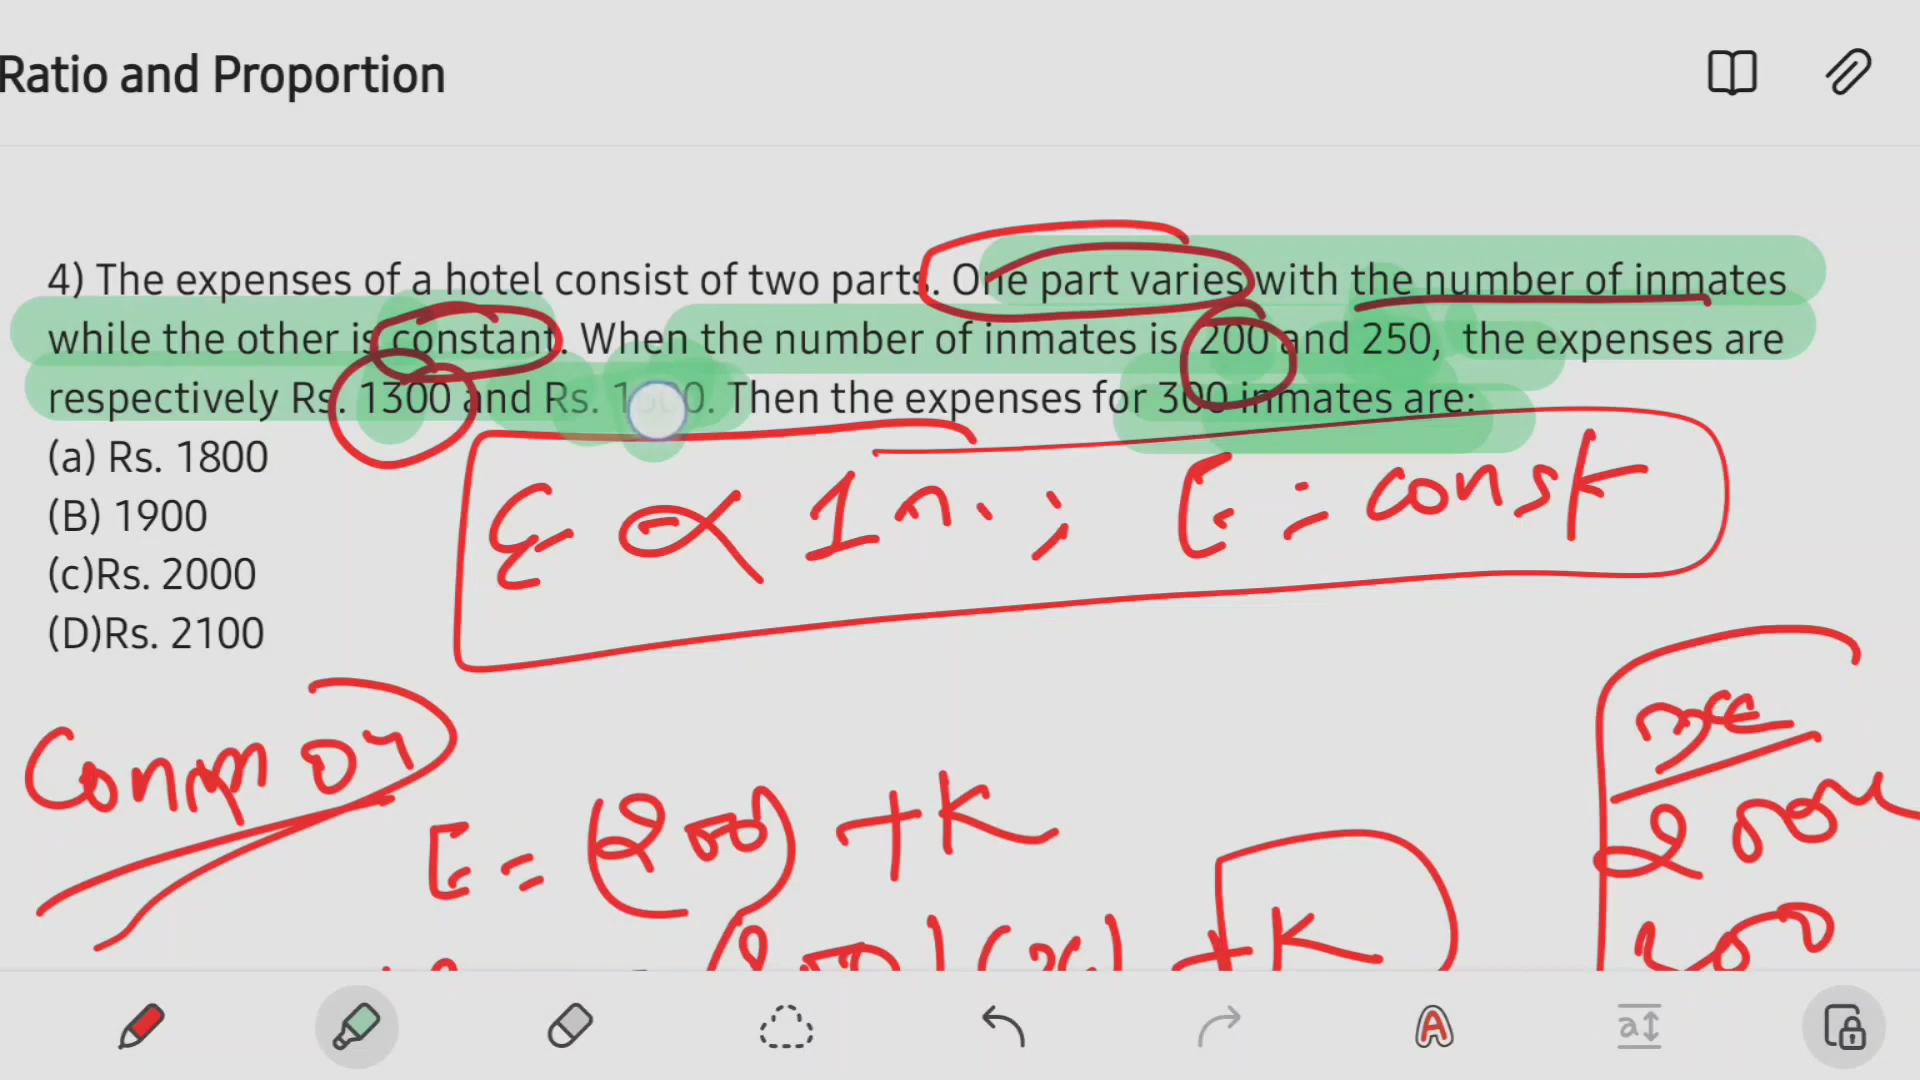 Ratio and Proportion
4) The expenses of a hotel consist of two parts. One part varies with the number of inmates
while the other is constant. When the number of inmates is 200 and 250, the expenses are
respectively Rs. 1300 and Rs. Then the expenses for 300 inmates are:
(a) Rs. 1800
(B) 1900
(c)Rs. 2000
(D)Rs. 2100
E ∝ In. ; E = const
E = (200) + K
(x) + K